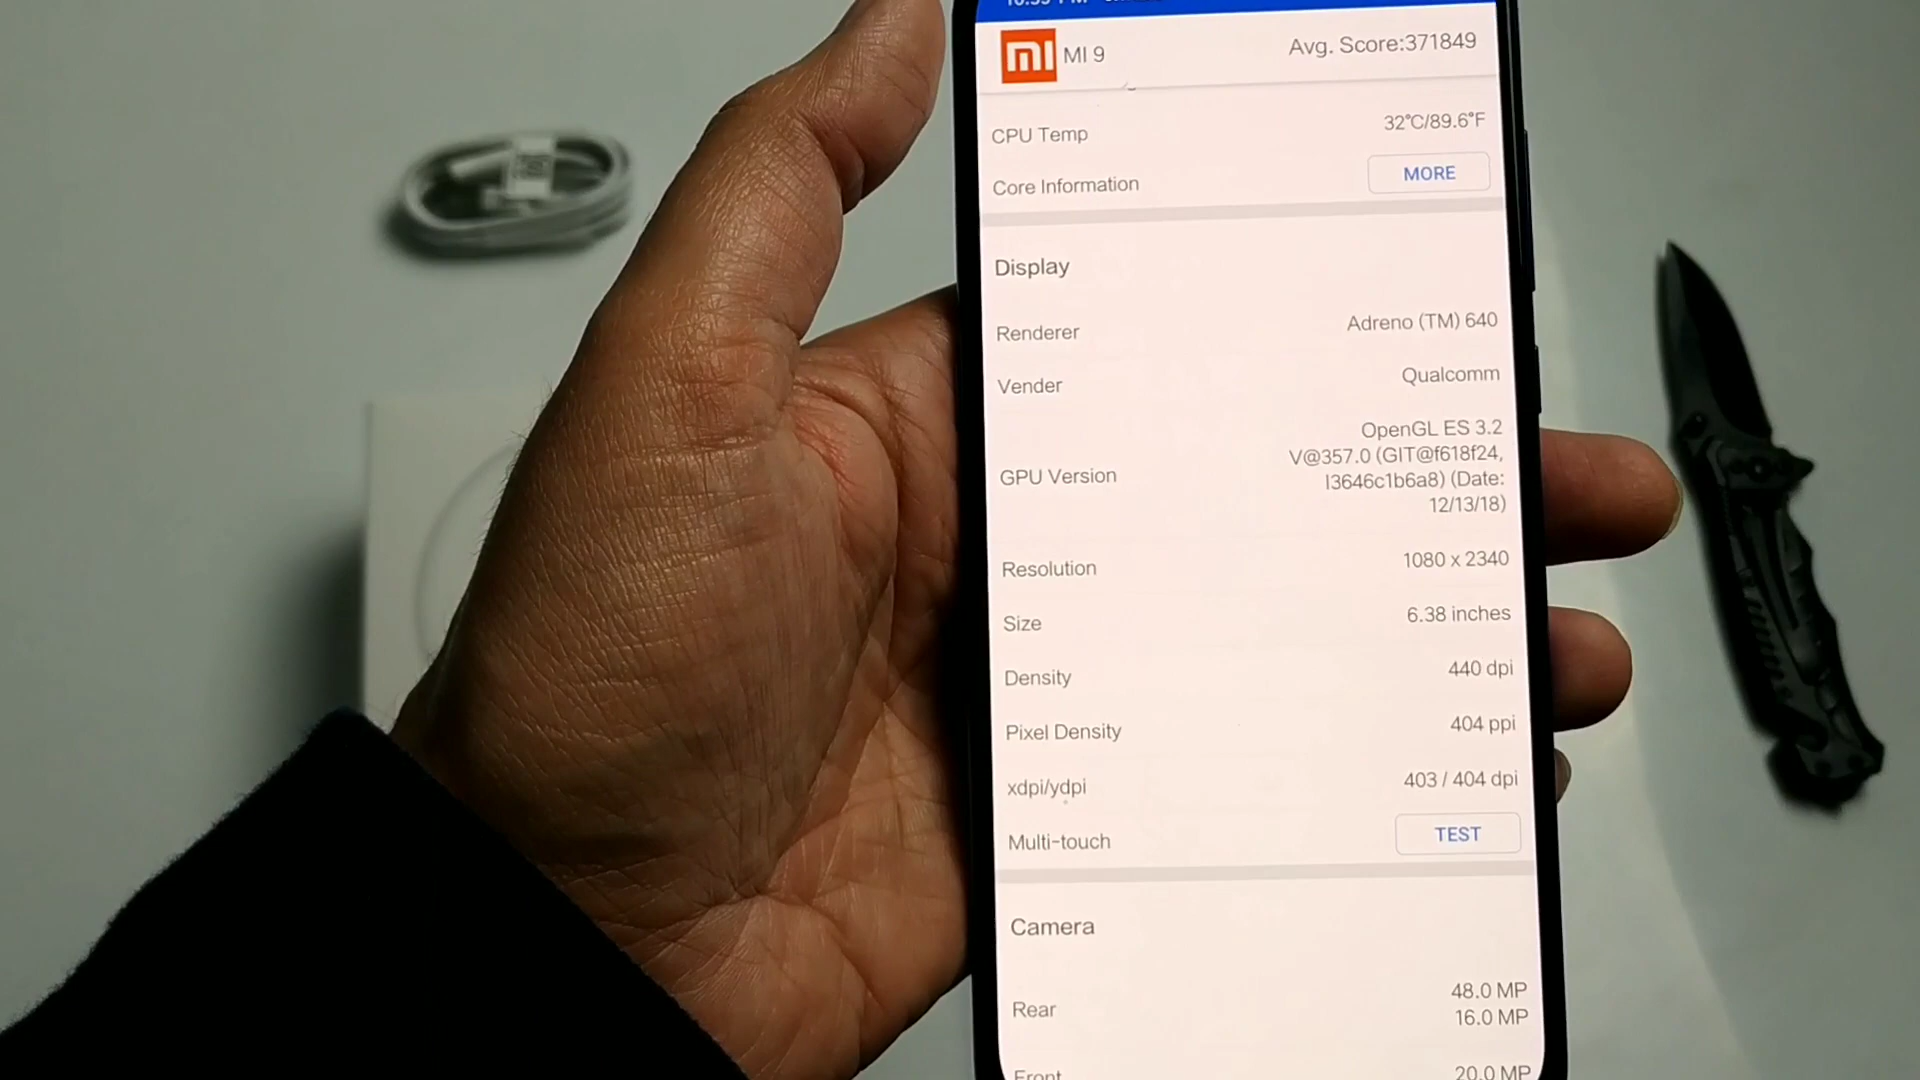 MI 9 Avg. Score:371849
CPU Temp 32°C/89.6°F
Core Information MORE
Display
Renderer Adreno (TM) 640
Vender Qualcomm
GPU Version OpenGL ES 3.2
V@357.0 (GIT@f618f24,
I3646c1b6a8) (Date:
12/13/18)
Resolution 1080 x 2340
Size 6.38 inches
Density 440 dpi
Pixel Density 404 ppi
xdpi/ydpi 403 / 404 dpi
Multi-touch TEST
Camera
Rear 48.0 MP
16.0 MP
Front 20.0 MP